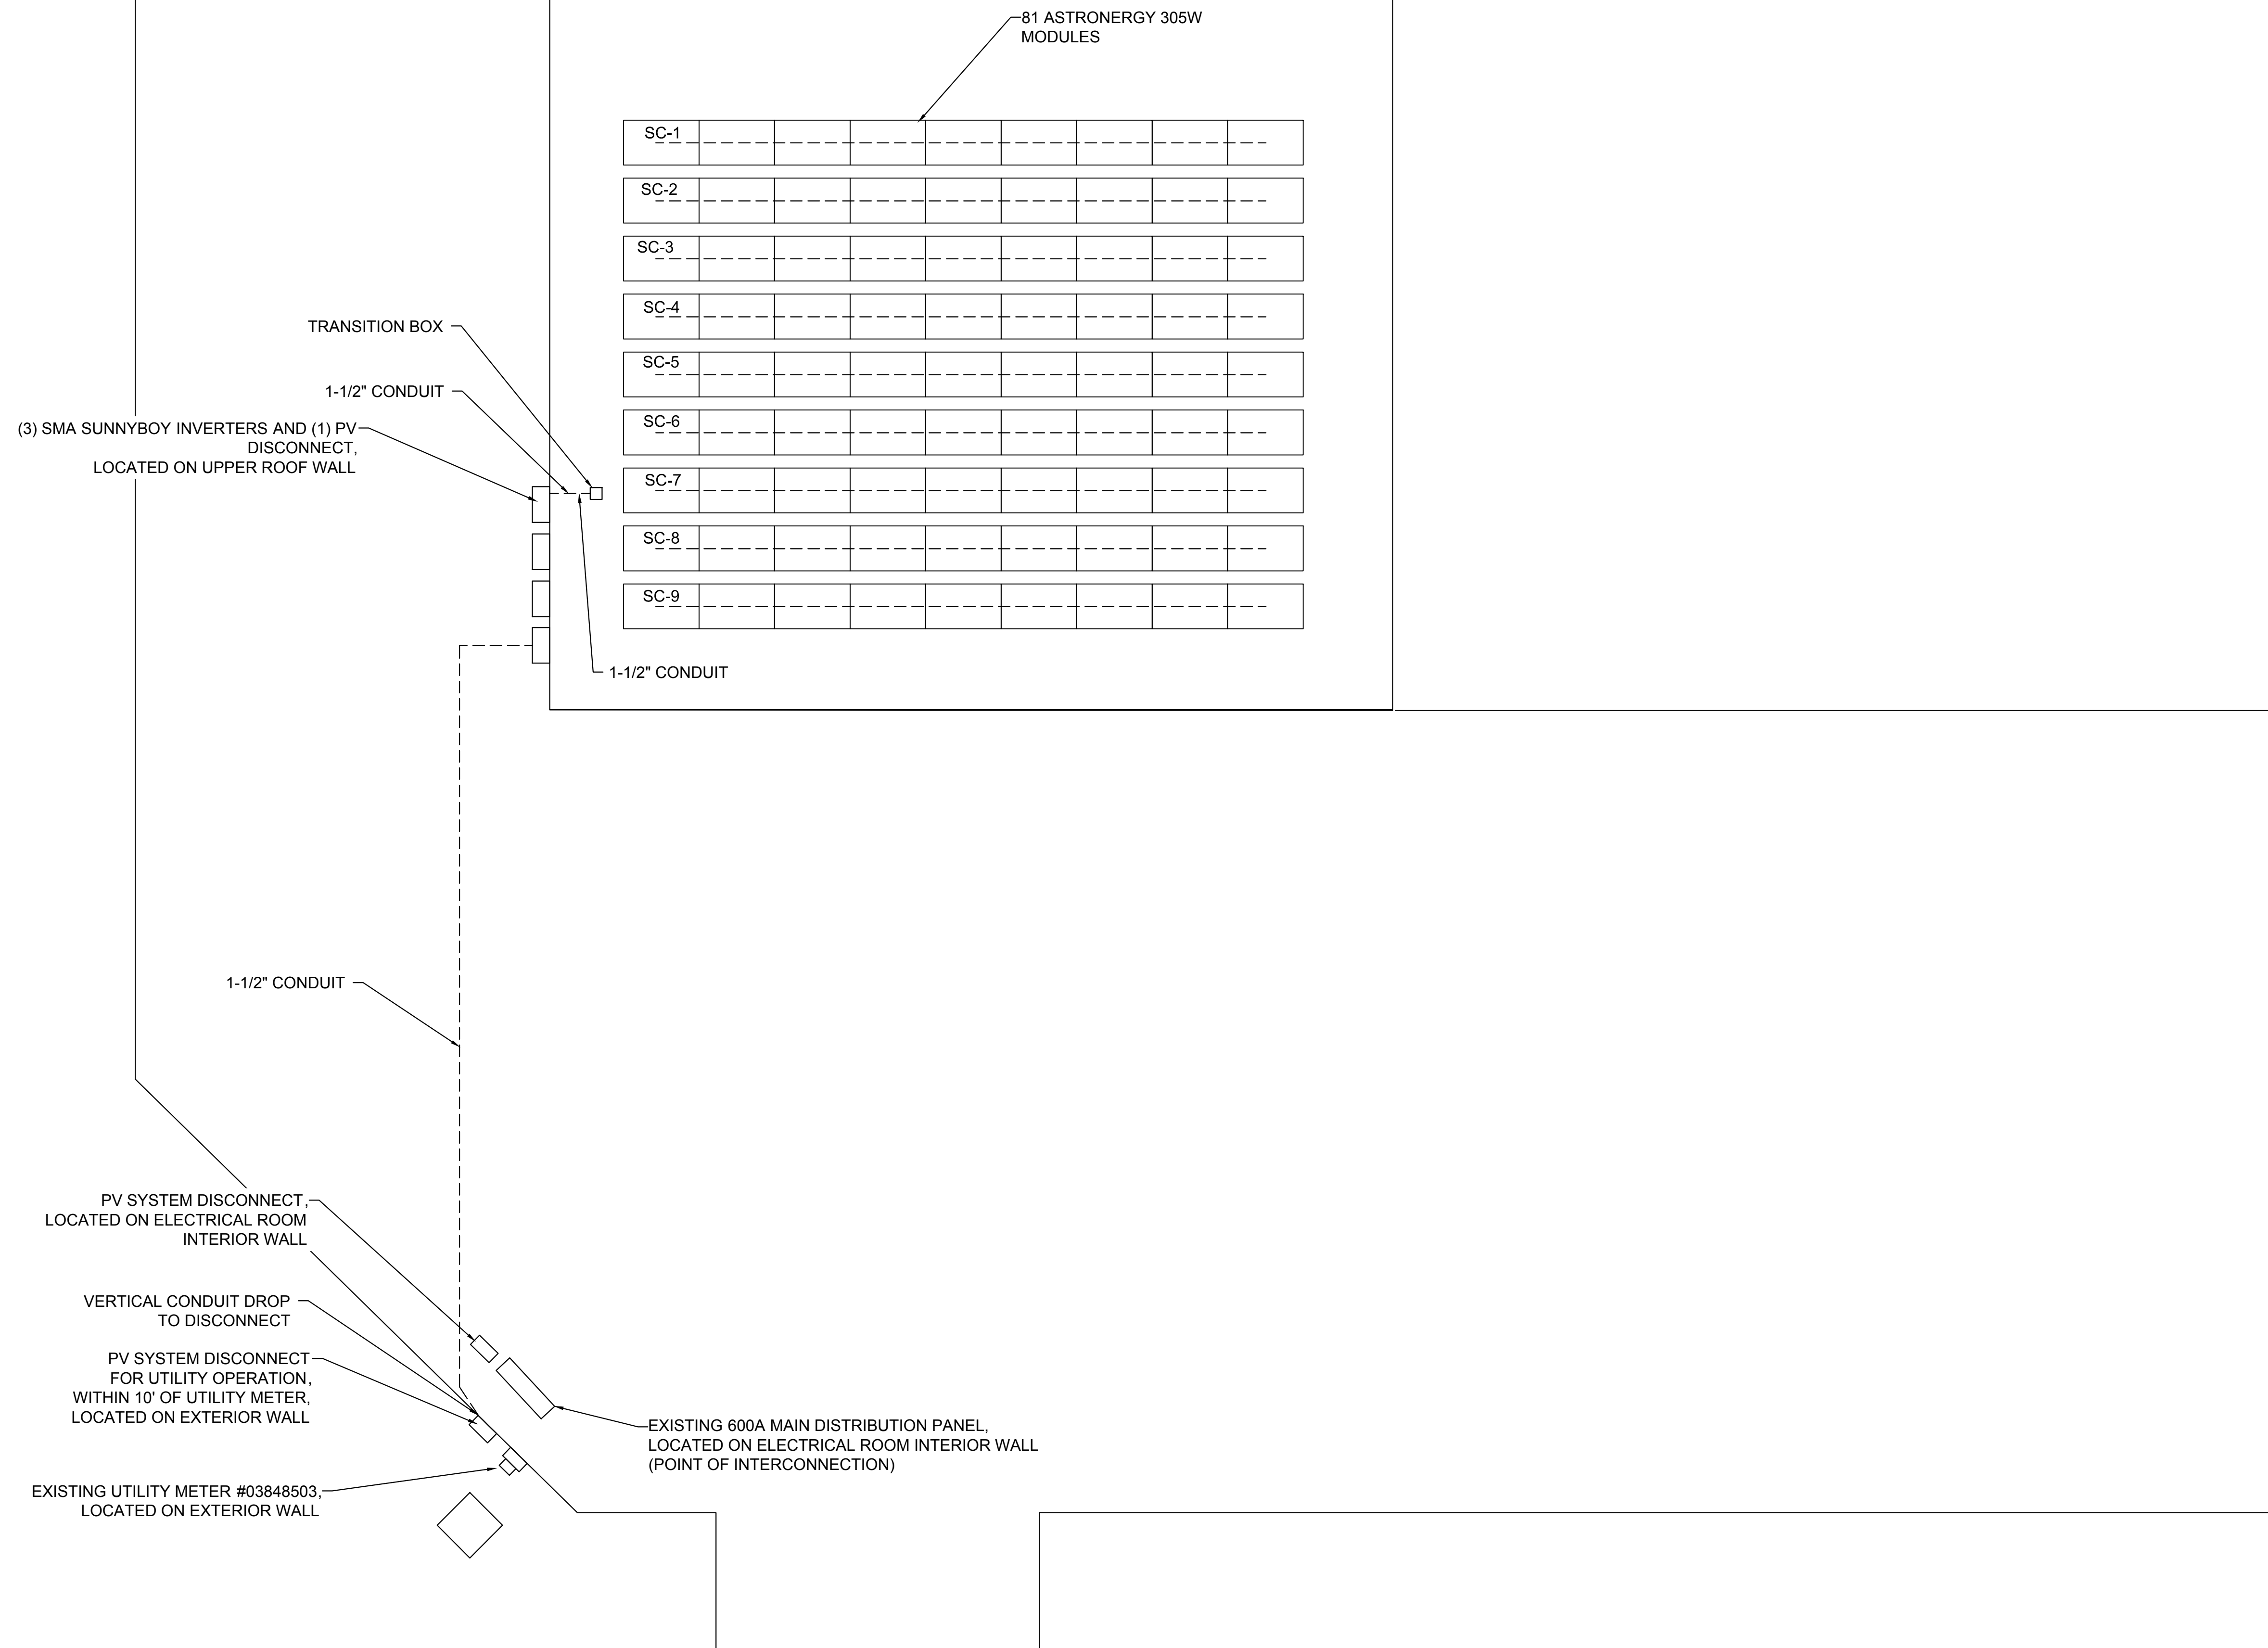 81 ASTRONERGY 305W
MODULES
SC-1
SC-2
SC-3
SC-4
SC-5
SC-6
SC-7
SC-8
SC-9
TRANSITION BOX
1-1/2" CONDUIT
(3) SMA SUNNYBOY INVERTERS AND (1) PV
DISCONNECT,
LOCATED ON UPPER ROOF WALL
1-1/2" CONDUIT
1-1/2" CONDUIT
PV SYSTEM DISCONNECT,
LOCATED ON ELECTRICAL ROOM
INTERIOR WALL
VERTICAL CONDUIT DROP
TO DISCONNECT
PV SYSTEM DISCONNECT
FOR UTILITY OPERATION,
WITHIN 10' OF UTILITY METER,
LOCATED ON EXTERIOR WALL
EXISTING 600A MAIN DISTRIBUTION PANEL,
LOCATED ON ELECTRICAL ROOM INTERIOR WALL
(POINT OF INTERCONNECTION)
EXISTING UTILITY METER #03848503,
LOCATED ON EXTERIOR WALL